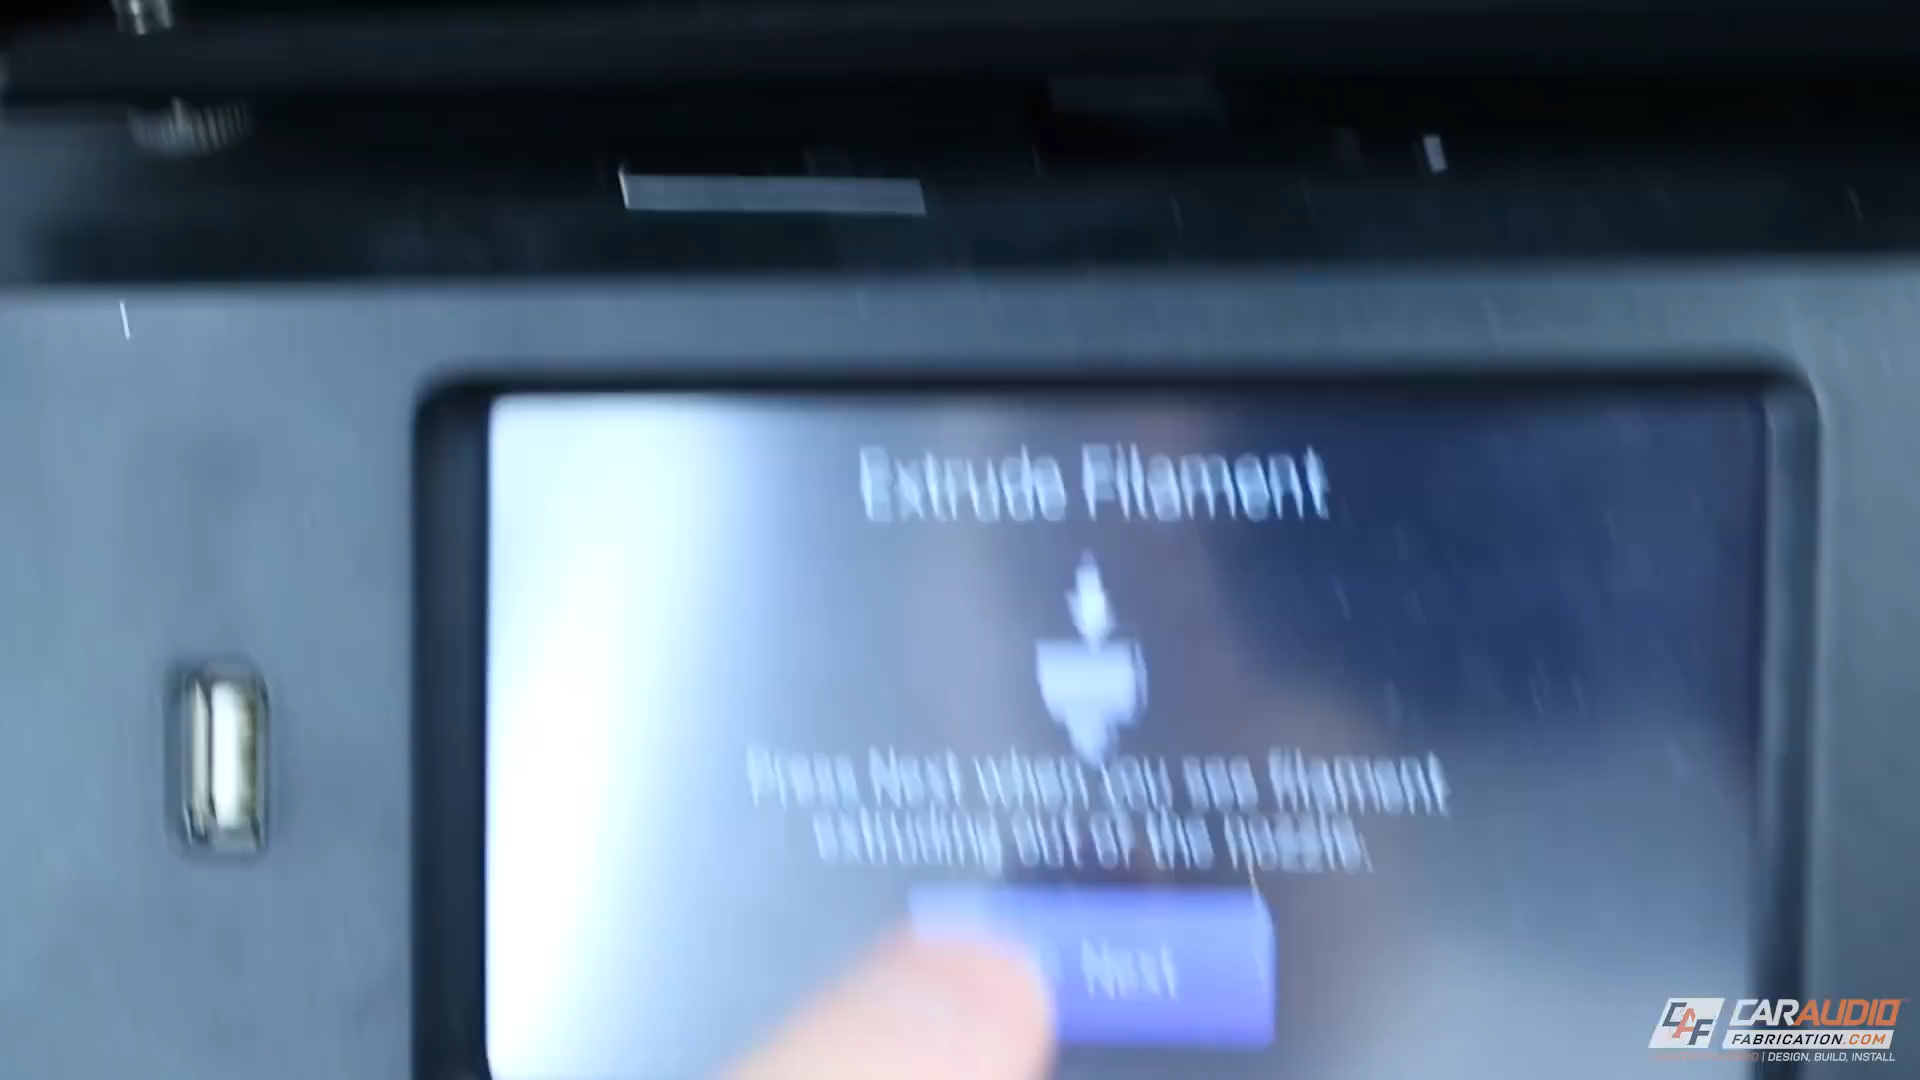 Extrude Filament
Press Next when you see filament
extruding out of the nozzle.
Next
CAF
CARAUDIO
FABRICATION.COM
| DESIGN, BUILD, INSTALL